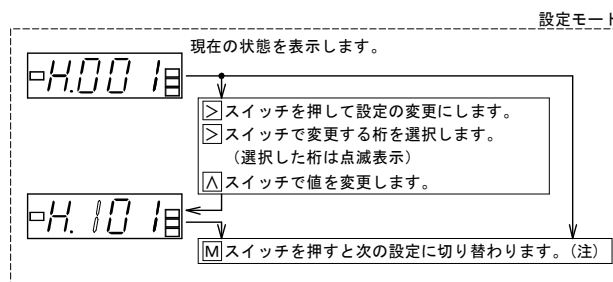 設定モート
現在の状態を表示します。
-H.001
>スイッチを押して設定の変更にします。
>スイッチで変更する桁を選択します。
(選択した桁は点滅表示)
∧スイッチで値を変更します。
-H.101
Mスイッチを押すと次の設定に切り替わります。(注)